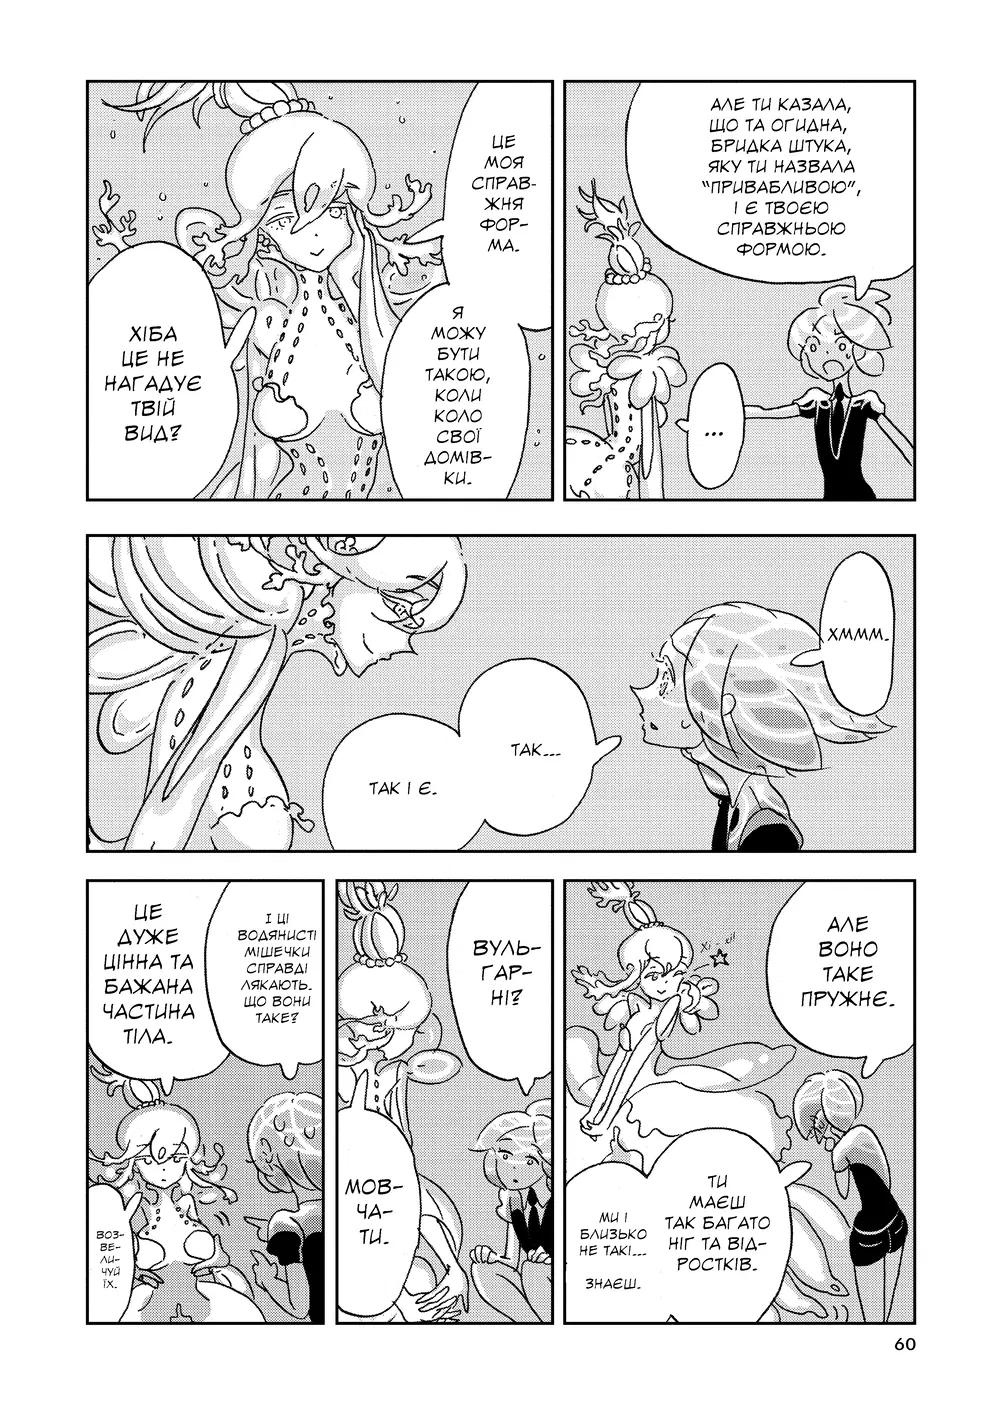 АЛЕ ТИ КАЗАЛА,
ЩО ТА ОГИДНА,
БРИДКА ШТУКА,
ЯКУ ТИ НАЗВАЛА
“ПРИВАБЛИВОЮ”,
І Є ТВОЄЮ
СПРАВЖНЬОЮ
ФОРМОЮ.
...
ЦЕ
МОЯ
СПРАВ-
ЖНЯ
ФОР-
МА.
Я
МОЖУ
БУТИ
ТАКОЮ,
КОЛИ
КОЛО
СВОЇ
ДОМІВ-
КИ.
ХІБА
ЦЕ НЕ
НАГАДУЄ
ТВІЙ
ВИД?
ХМММ.
ТАК...
ТАК І Є.
АЛЕ
ВОНО
ТАКЕ
ПРУЖНЄ.
Хі - хі!
ТИ
МАЄШ
ТАК БАГАТО
НІГ ТА ВІД-
РОСТКІВ.
МИ І
БЛИЗЬКО
НЕ ТАКІ...
ЗНАЄШ.
ВУЛЬ-
ГАР-
НІ?
МОВ-
ЧА-
ТИ.
І ЦІ
ВОДЯНИСТІ
МІШЕЧКИ
СПРАВДІ
ЛЯКАЮТЬ.
ЩО ВОНИ
ТАКЕ?
ЦЕ
ДУЖЕ
ЦІННА ТА
БАЖАНА
ЧАСТИНА
ТІЛА.
ВОЗ-
ВЕ-
ЛИ-
ЧУЙ
ЇХ.
60